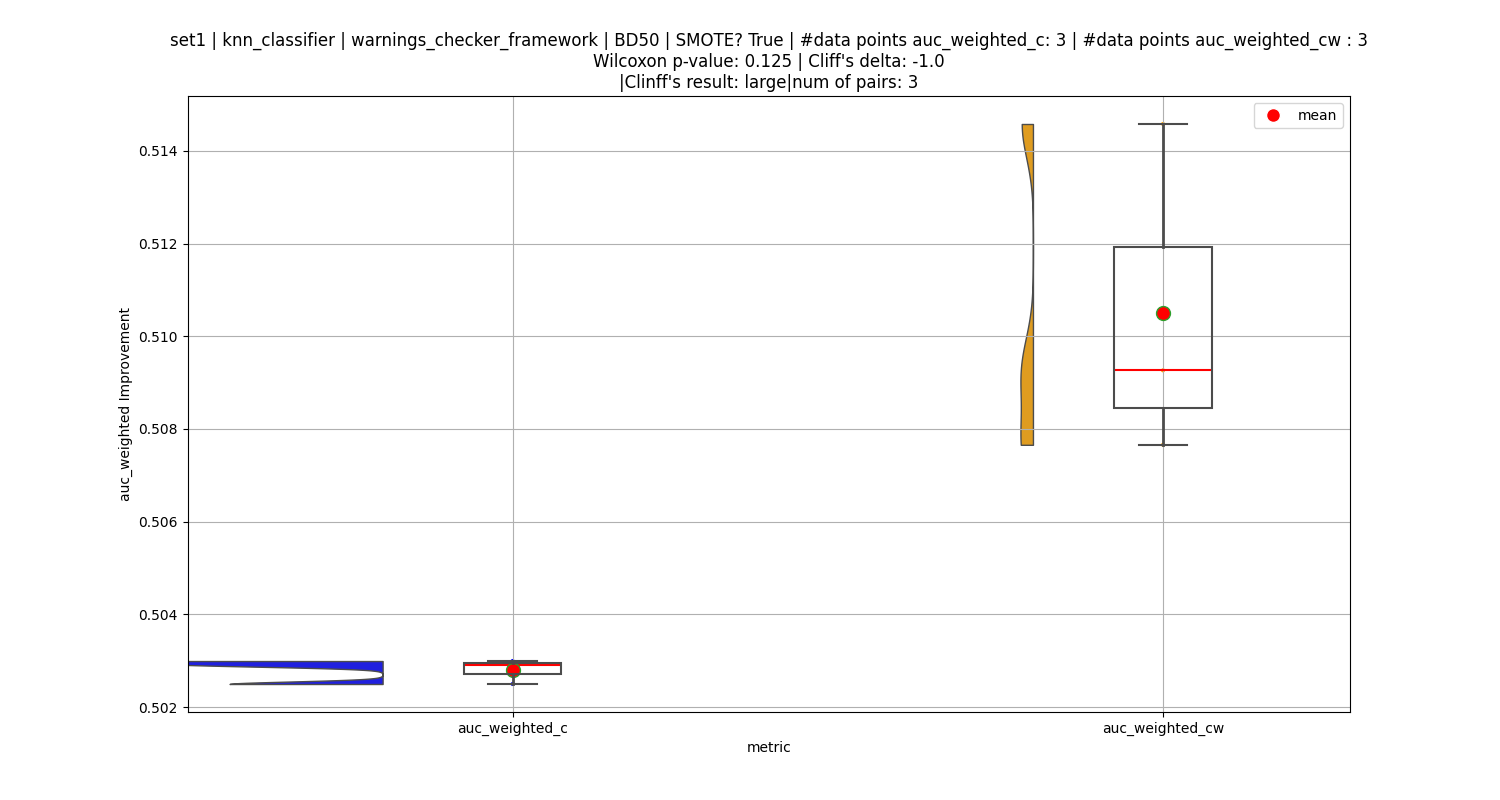 set1 | knn_classifier | warnings_checker_framework | BD50 | SMOTE? True | #data points auc_weighted_c: 3 | #data points auc_weighted_cw : 3
Wilcoxon p-value: 0.125 | Cliff's delta: -1.0
|Clinff's result: large|num of pairs: 3
mean
0.514
0.512
0.510
0.508
0.506
0.504
0.502
auc_weighted Improvement
auc_weighted_c
auc_weighted_cw
metric